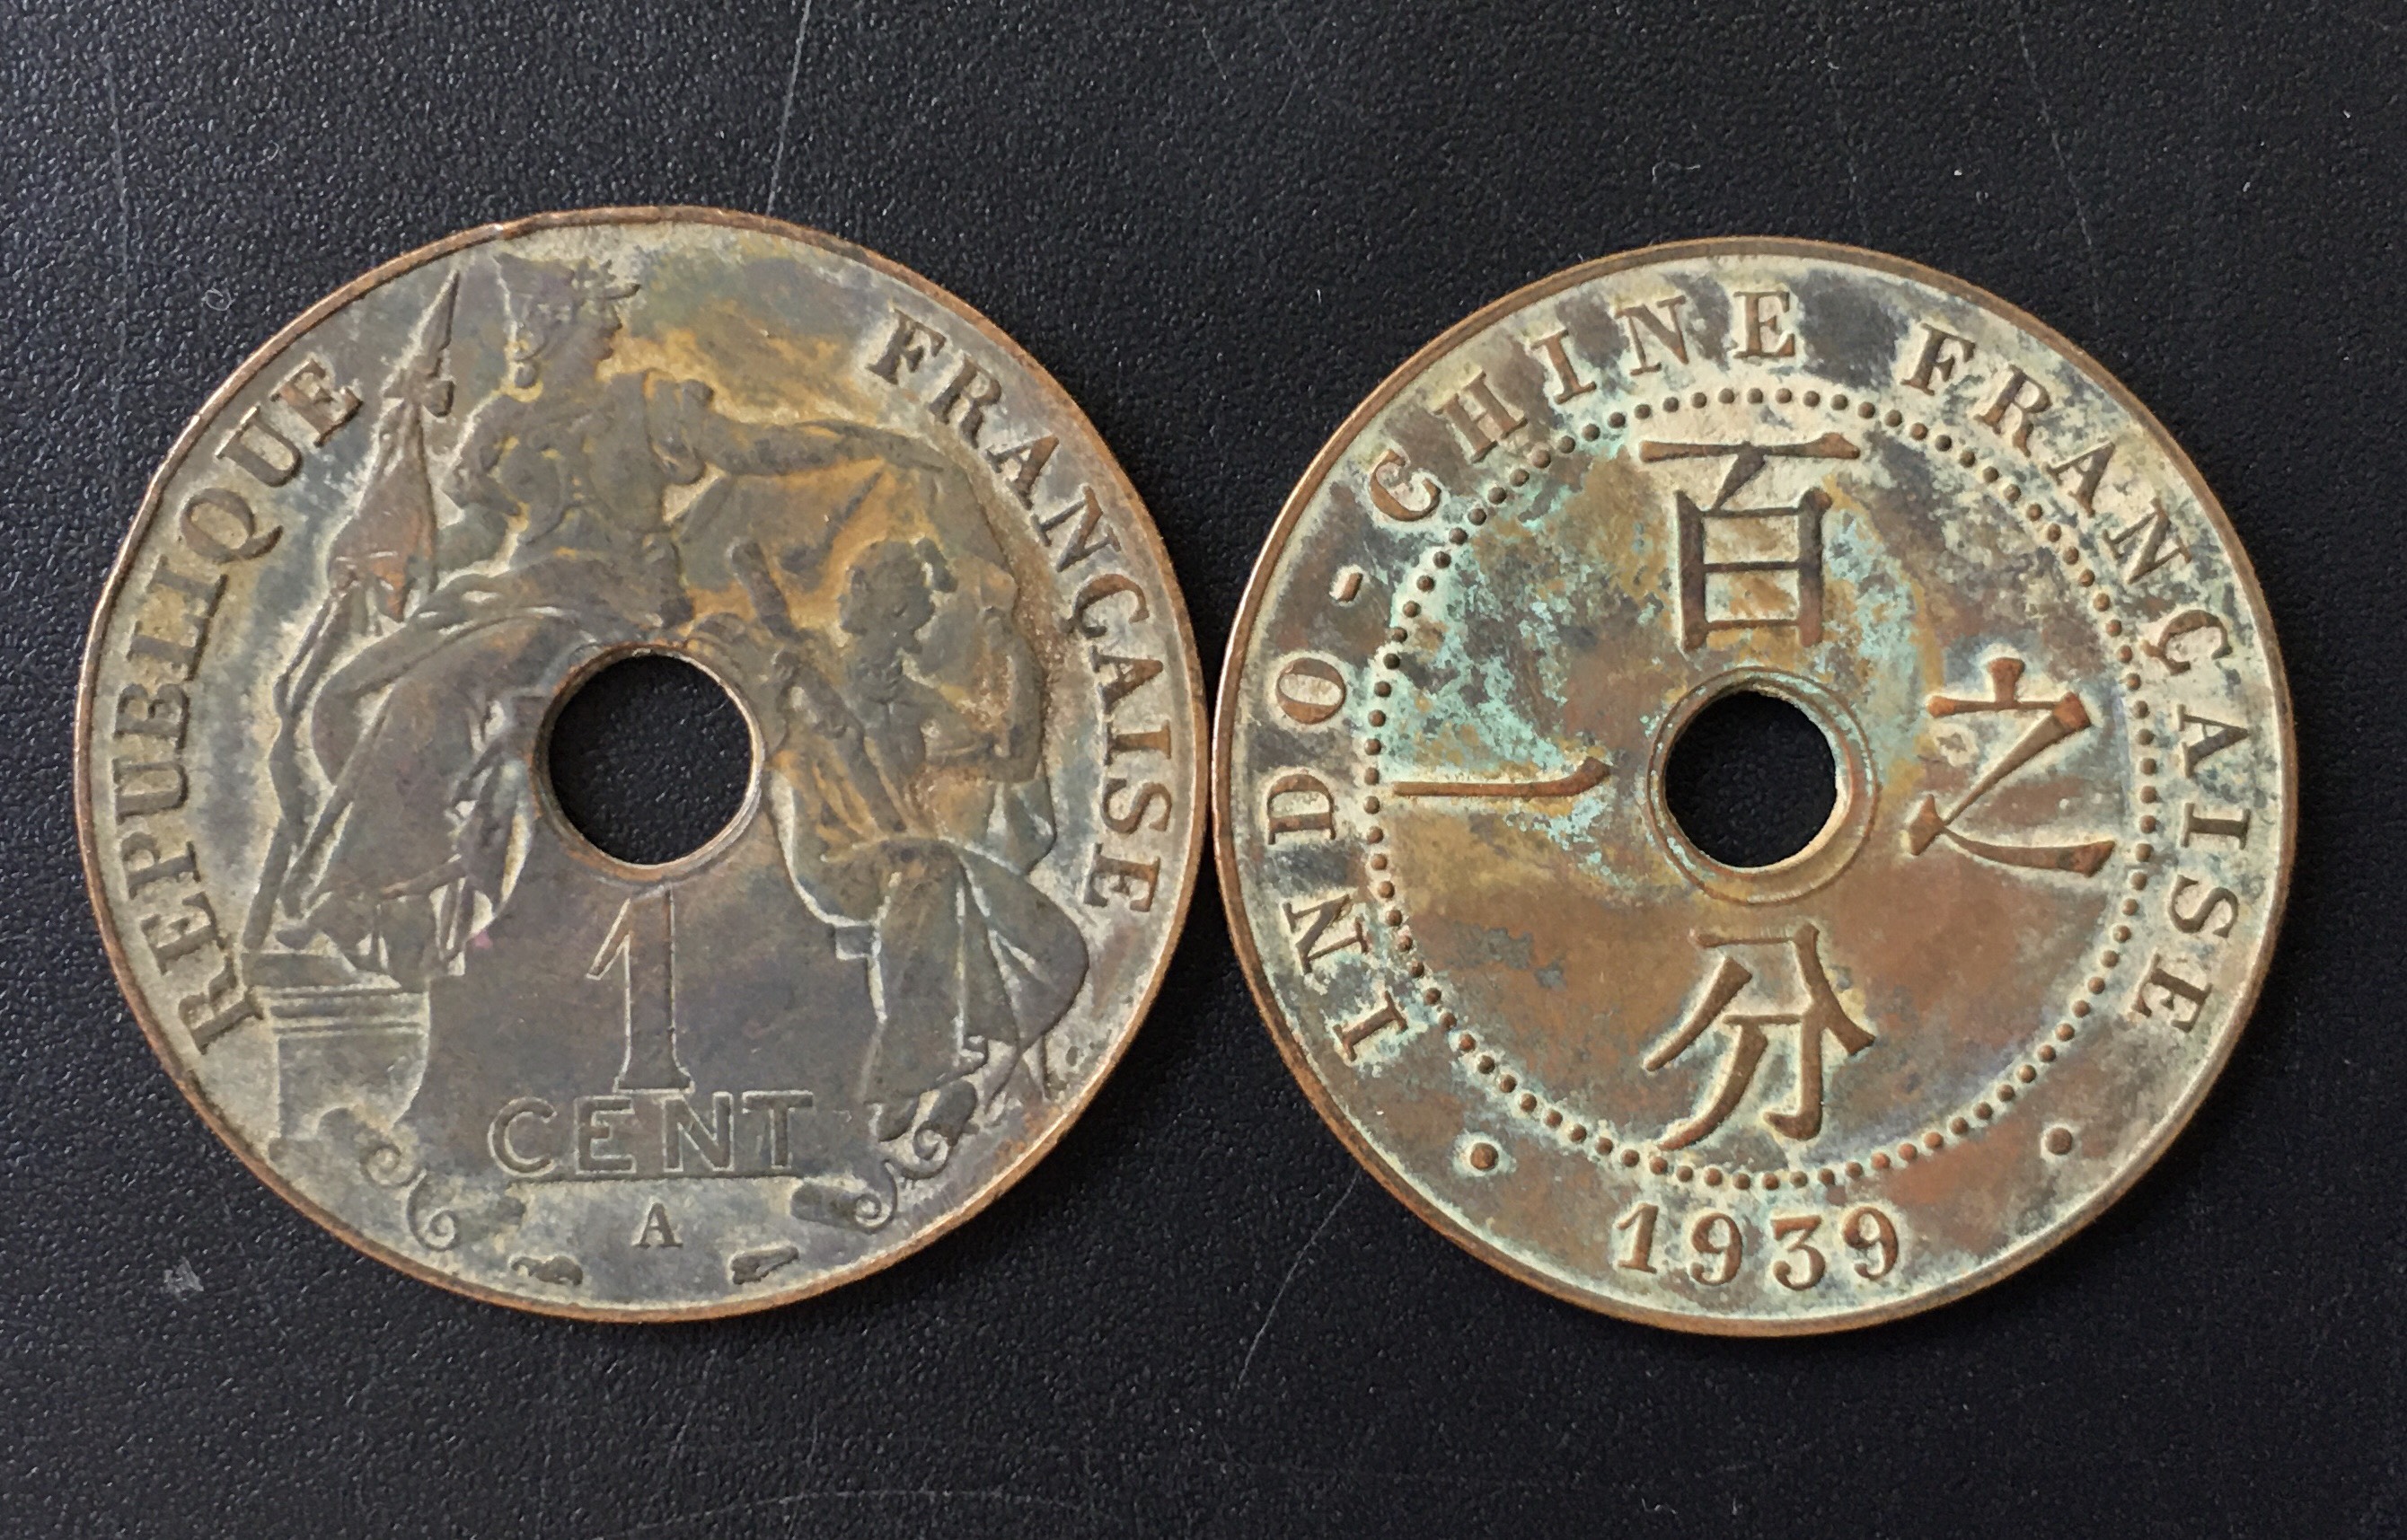 REPUBLIQUE FRANÇAISE
1
CENT
A
INDO-CHINE FRANÇAISE
百
之
分
一
• 1939 •